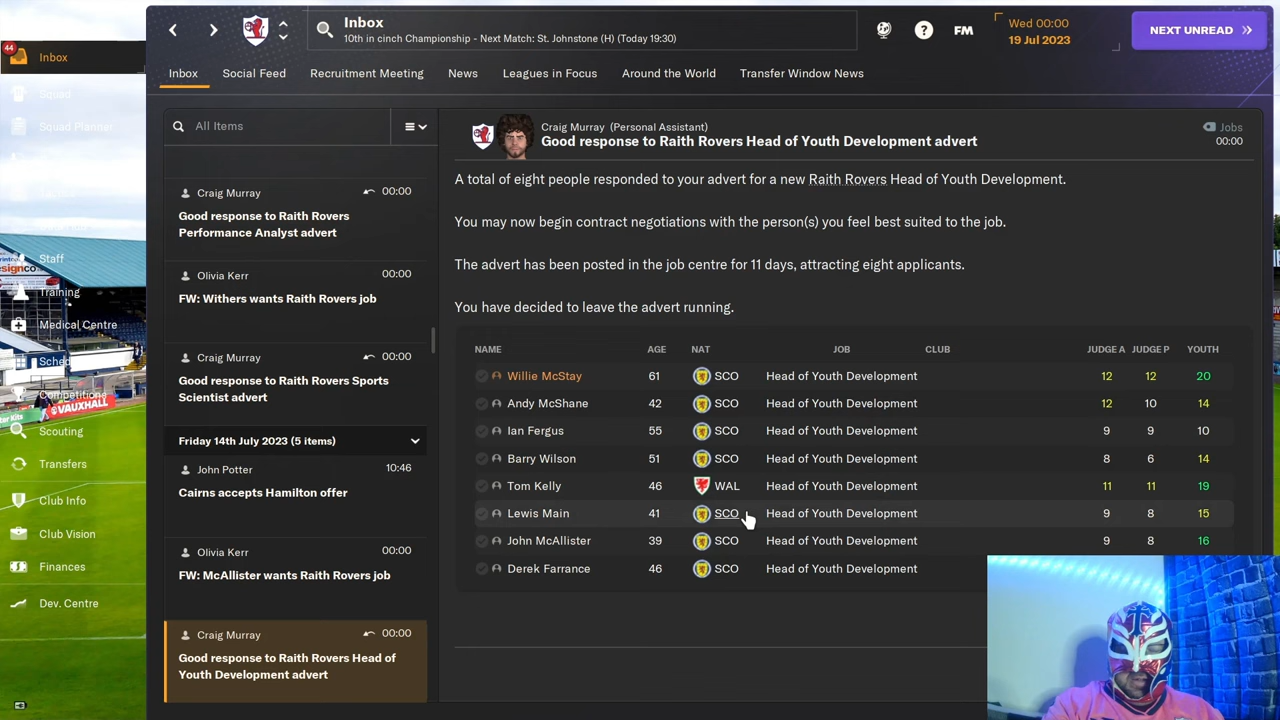 44
Inbox
Squad
Squad Planner
Staff
Training
Medical Centre
Sched
Competitions
Scouting
Transfers
Club Info
Club Vision
Finances
Dev. Centre
Inbox
10th in cinch Championship - Next Match: St. Johnstone (H) (Today 19:30)
?
FM
Wed 00:00
19 Jul 2023
NEXT UNREAD
Inbox
Social Feed
Recruitment Meeting
News
Leagues in Focus
Around the World
Transfer Window News
All Items
Craig Murray
00:00
Good response to Raith Rovers
Performance Analyst advert
Olivia Kerr
00:00
FW: Withers wants Raith Rovers job
Craig Murray
00:00
Good response to Raith Rovers Sports
Scientist advert
Friday 14th July 2023 (5 items)
John Potter
10:46
Cairns accepts Hamilton offer
Olivia Kerr
00:00
FW: McAllister wants Raith Rovers job
Craig Murray
00:00
Good response to Raith Rovers Head of
Youth Development advert
Craig Murray (Personal Assistant)
Good response to Raith Rovers Head of Youth Development advert
Jobs
00:00
A total of eight people responded to your advert for a new Raith Rovers Head of Youth Development.
You may now begin contract negotiations with the person(s) you feel best suited to the job.
The advert has been posted in the job centre for 11 days, attracting eight applicants.
You have decided to leave the advert running.
NAME AGE NAT JOB CLUB JUDGE A JUDGE P YOUTH
Willie McStay 61 SCO Head of Youth Development 12 12 20
Andy McShane 42 SCO Head of Youth Development 12 10 14
Ian Fergus 55 SCO Head of Youth Development 9 9 10
Barry Wilson 51 SCO Head of Youth Development 8 6 14
Tom Kelly 46 WAL Head of Youth Development 11 11 19
Lewis Main 41 SCO Head of Youth Development 9 8 15
John McAllister 39 SCO Head of Youth Development 9 8 16
Derek Farrance 46 SCO Head of Youth Development
VAUXHALL